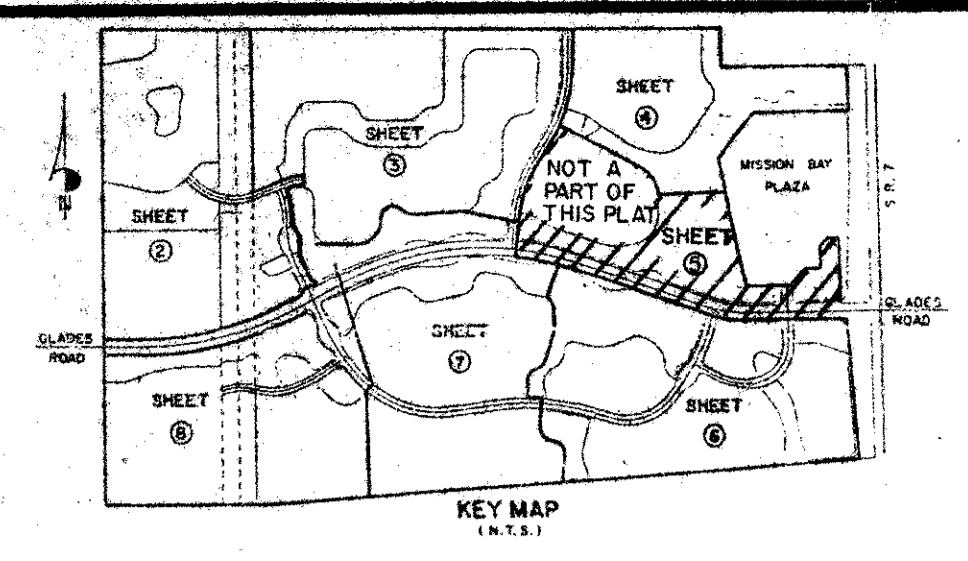 SHEET
4
SHEET
3
MISSION BAY
PLAZA
NOT A
PART OF
THIS PLAT
S.R. 7
N
SHEET
2
SHEET
5
GLADES
ROAD
GLADES
ROAD
SHEET
7
SHEET
8
SHEET
6
KEY MAP
( N.T.S. )